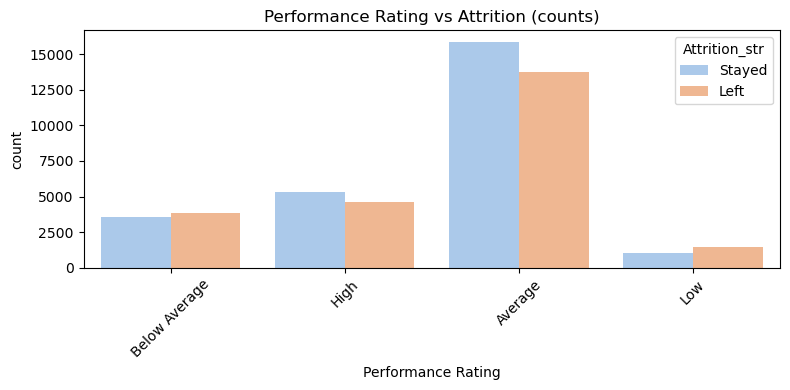 Performance Rating vs Attrition (counts)
Attrition_str
Stayed
Left
count
15000
12500
10000
7500
5000
2500
0
Below Average
High
Average
Low
Performance Rating